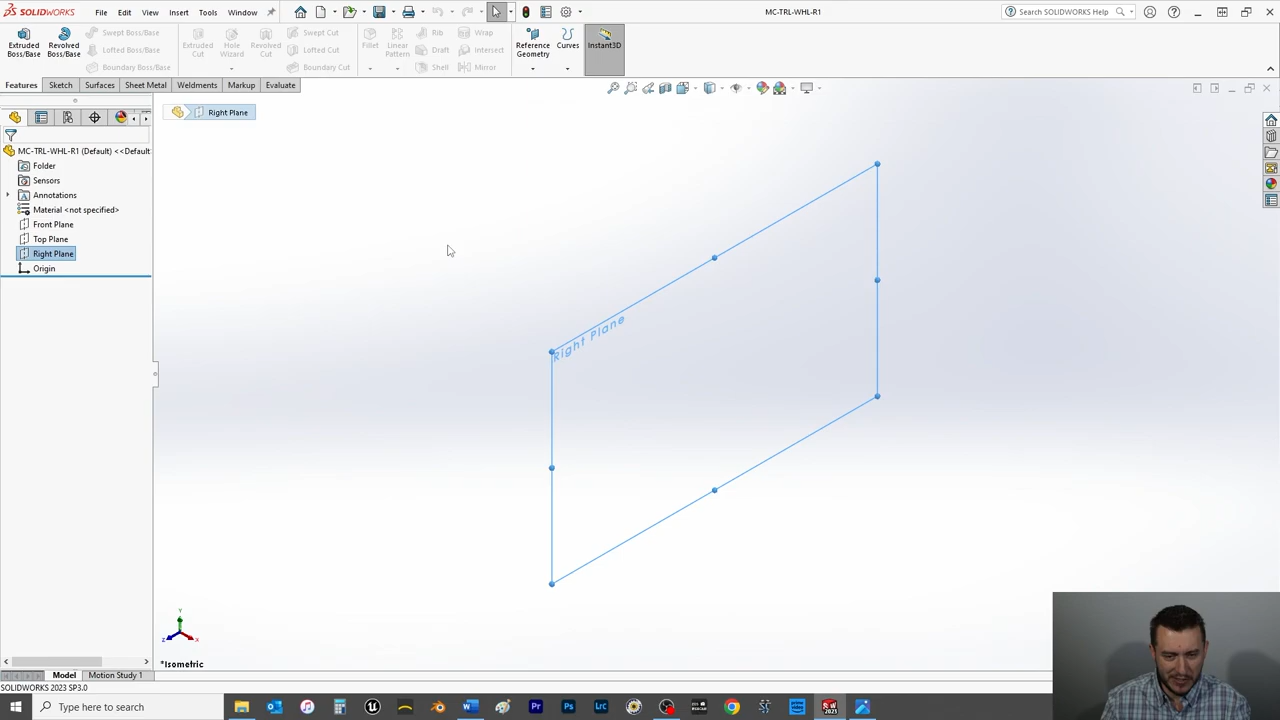 SOLIDWORKS
File
Edit
View
Insert
Tools
Window
MC-TRL-WHL-R1
Search SOLIDWORKS Help
Extruded Boss/Base
Revolved Boss/Base
Swept Boss/Base
Lofted Boss/Base
Boundary Boss/Base
Extruded Cut
Hole Wizard
Revolved Cut
Swept Cut
Lofted Cut
Boundary Cut
Fillet
Linear Pattern
Rib
Draft
Shell
Wrap
Intersect
Mirror
Reference Geometry
Curves
Instant3D
Features
Sketch
Surfaces
Sheet Metal
Weldments
Markup
Evaluate
Right Plane
MC-TRL-WHL-R1 (Default) <<Default
Folder
Sensors
Annotations
Material <not specified>
Front Plane
Top Plane
Right Plane
Origin
Right Plane
Y
Z
X
*Isometric
Model
Motion Study 1
SOLIDWORKS 2023 SP3.0
Type here to search